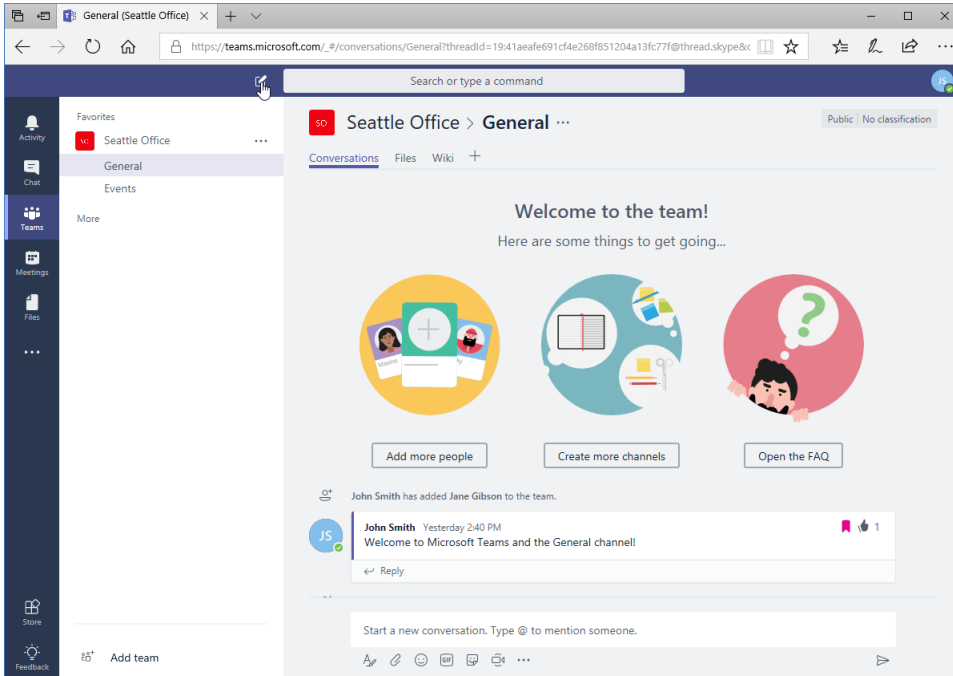 General (Seattle Office)
https://teams.microsoft.com/_#/conversations/General?threadId=19:41aeafe691cf4e268f851204a13fc77f@thread.skype&c
Search or type a command
JS
Activity
Chat
Teams
Meetings
Files
Store
Feedback
Favorites
SO Seattle Office
General
Events
More
Add team
SO Seattle Office > General
Public No classification
Conversations Files Wiki
Welcome to the team!
Here are some things to get going...
Maxine
Add more people
Create more channels
Open the FAQ
John Smith has added Jane Gibson to the team.
JS
John Smith Yesterday 2:40 PM
1
Welcome to Microsoft Teams and the General channel!
Reply
Start a new conversation. Type @ to mention someone.
GIF